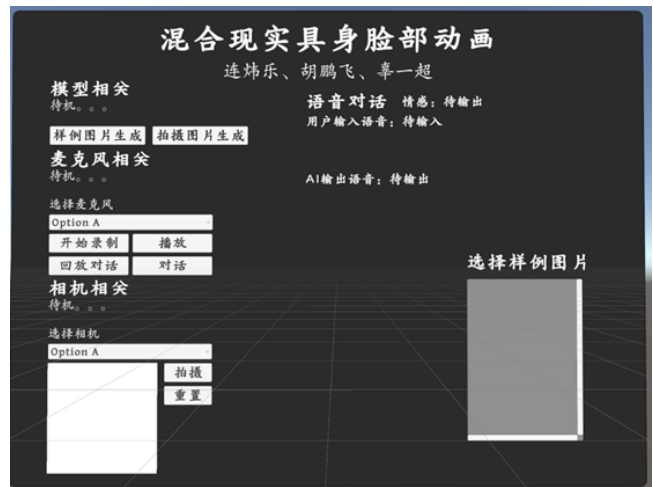 混合现实具身脸部动画
连炜乐、胡鹏飞、辜一超
模型相关
待机。。。
样例图片生成 拍摄图片生成
麦克风相关
待机。。。
选择麦克风
Option A
开始录制 播放
回放对话 对话
相机相关
待机。。。
选择相机
Option A
拍摄
重置
语音对话 情感：待输出
用户输入语音：待输入
AI输出语音：待输出
选择样例图片